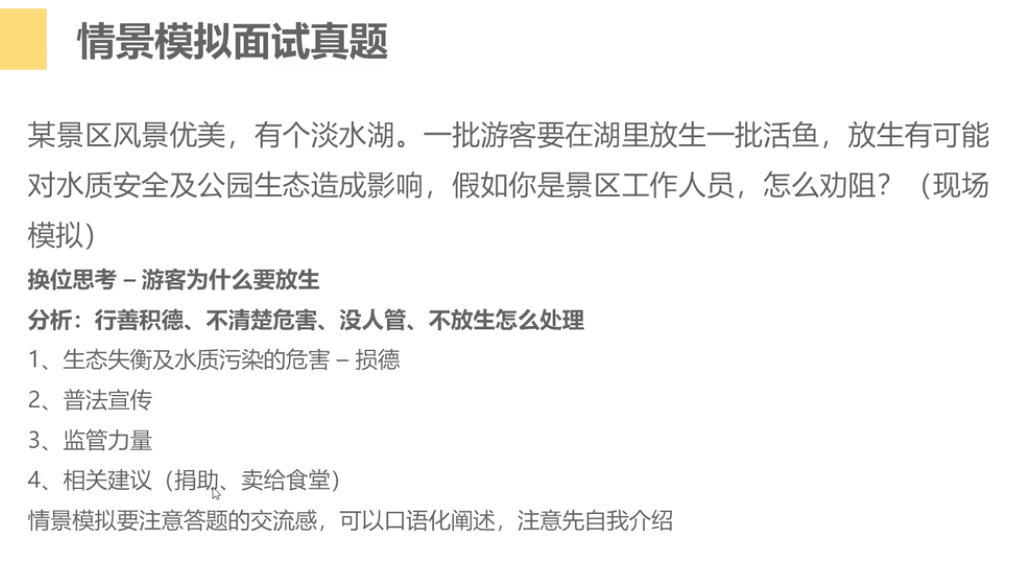 情景模拟面试真题
某景区风景优美，有个淡水湖。一批游客要在湖里放生一批活鱼，放生有可能
对水质安全及公园生态造成影响，假如你是景区工作人员，怎么劝阻？（现场
模拟）
换位思考 – 游客为什么要放生
分析：行善积德、不清楚危害、没人管、不放生怎么处理
1、生态失衡及水质污染的危害 – 损德
2、普法宣传
3、监管力量
4、相关建议（捐助、卖给食堂）
情景模拟要注意答题的交流感，可以口语化阐述，注意先自我介绍